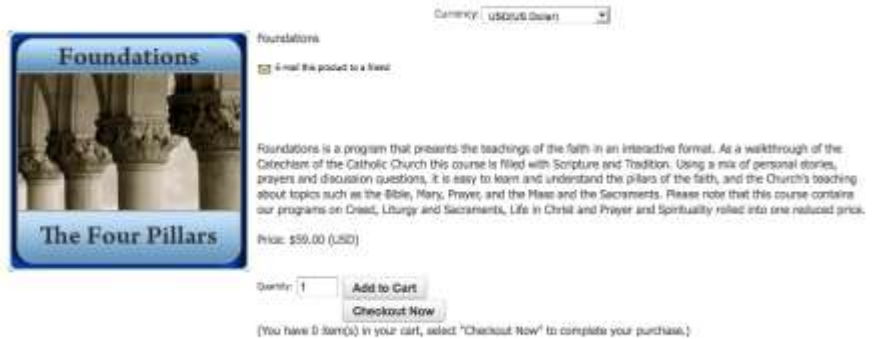 Currency: USD(US Dollar)
Foundations
Foundations
E-mail this product to a friend
Foundations is a program that presents the teachings of the faith in an interactive format. As a walkthrough of the
Catechism of the Catholic Church this course is filled with Scripture and Tradition. Using a mix of personal stories,
prayers and discussion questions, it is easy to learn and understand the pillars of the faith, and the Church's teaching
about topics such as the Bible, Mary, Prayer, and the Mass and the Sacraments. Please note that this course contains
our programs on Creed, Liturgy and Sacraments, Life in Christ and Prayer and Spirituality rolled into one reduced price.
The Four Pillars
Price: $59.00 (USD)
Quantity: 1 Add to Cart
Checkout Now
(You have 0 item(s) in your cart, select "Checkout Now" to complete your purchase.)